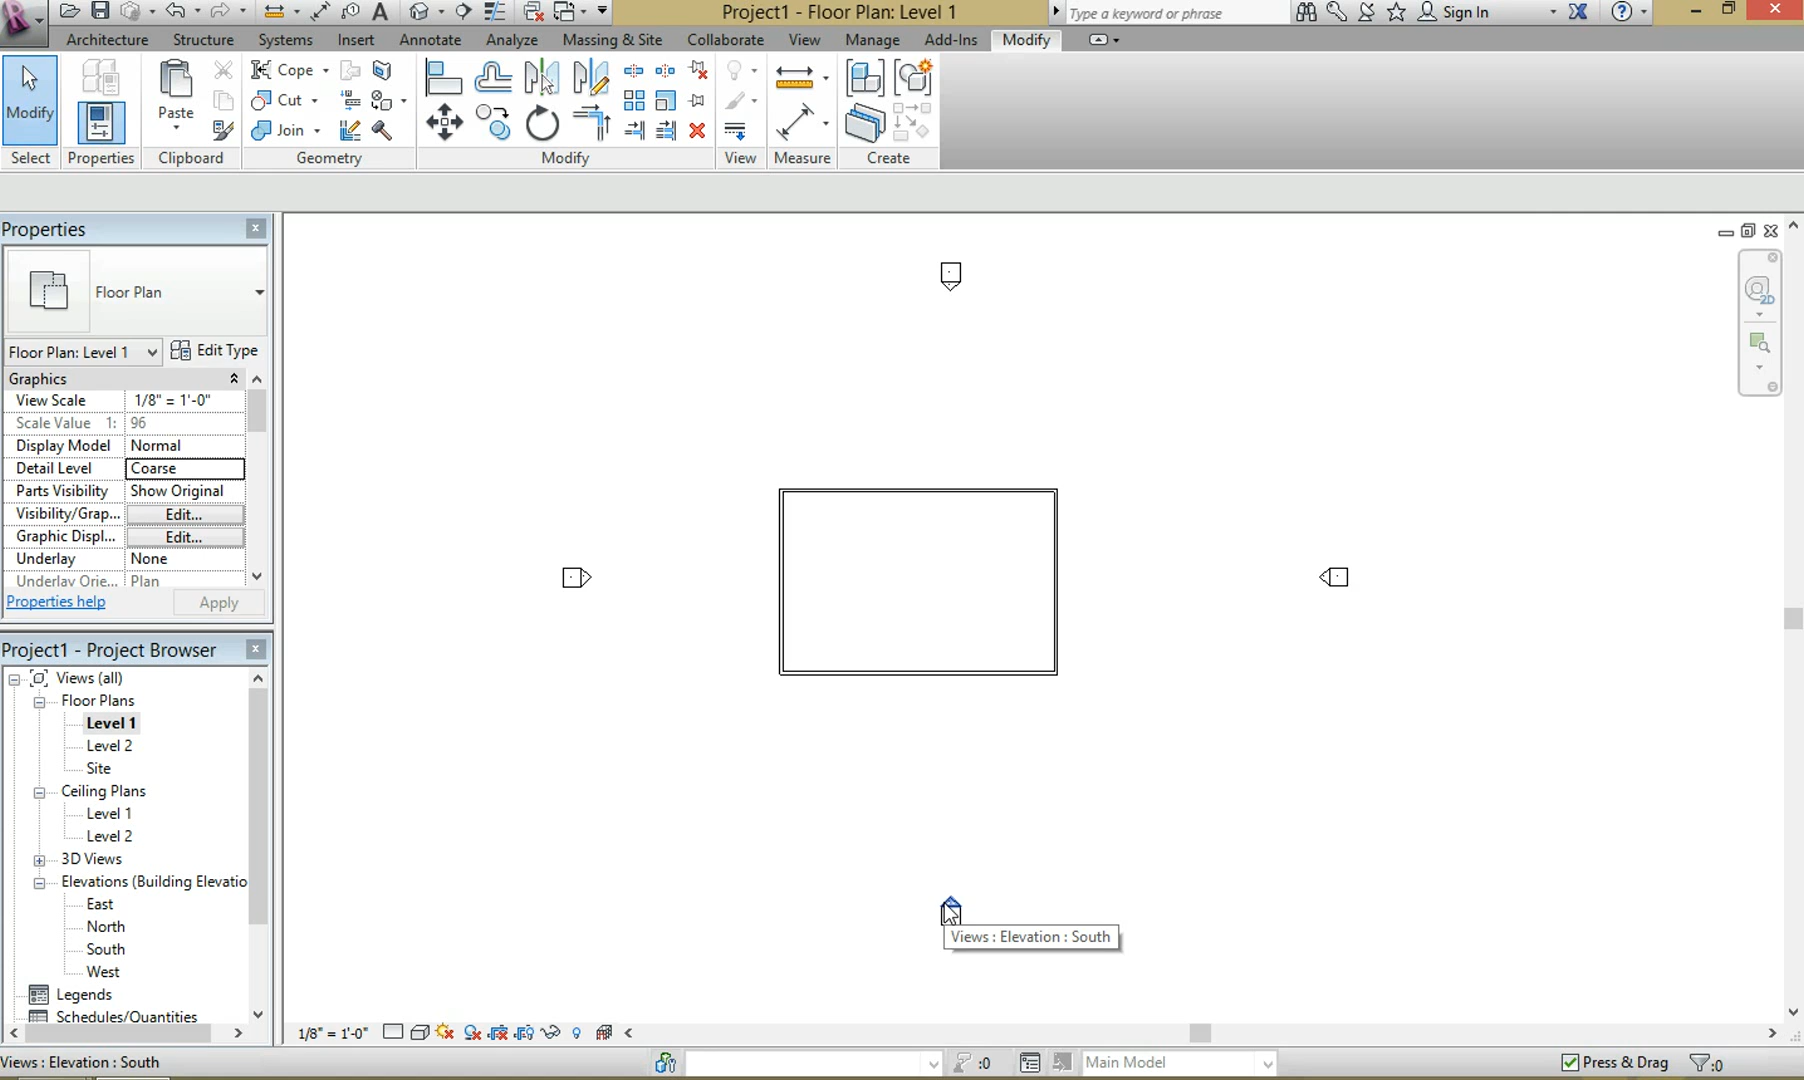 Project1 - Floor Plan: Level 1
Type a keyword or phrase
Sign In
Architecture Structure Systems Insert Annotate Analyze Massing & Site Collaborate View Manage Add-Ins Modify
Modify
Paste
Cope
Cut
Join
Select Properties Clipboard Geometry Modify View Measure Create
Properties
Floor Plan
Floor Plan: Level 1 Edit Type
Graphics
View Scale 1/8" = 1'-0"
Scale Value 1: 96
Display Model Normal
Detail Level Coarse
Parts Visibility Show Original
Visibility/Grap... Edit...
Graphic Displ... Edit...
Underlay None
Underlay Orie... Plan
Properties help Apply
Project1 - Project Browser
Views (all)
Floor Plans
Level 1
Level 2
Site
Ceiling Plans
Level 1
Level 2
3D Views
Elevations (Building Elevatio
East
North
South
West
Legends
Schedules/Quantities
2D
Views : Elevation : South
1/8" = 1'-0"
Views : Elevation : South
:0
Main Model
Press & Drag
:0